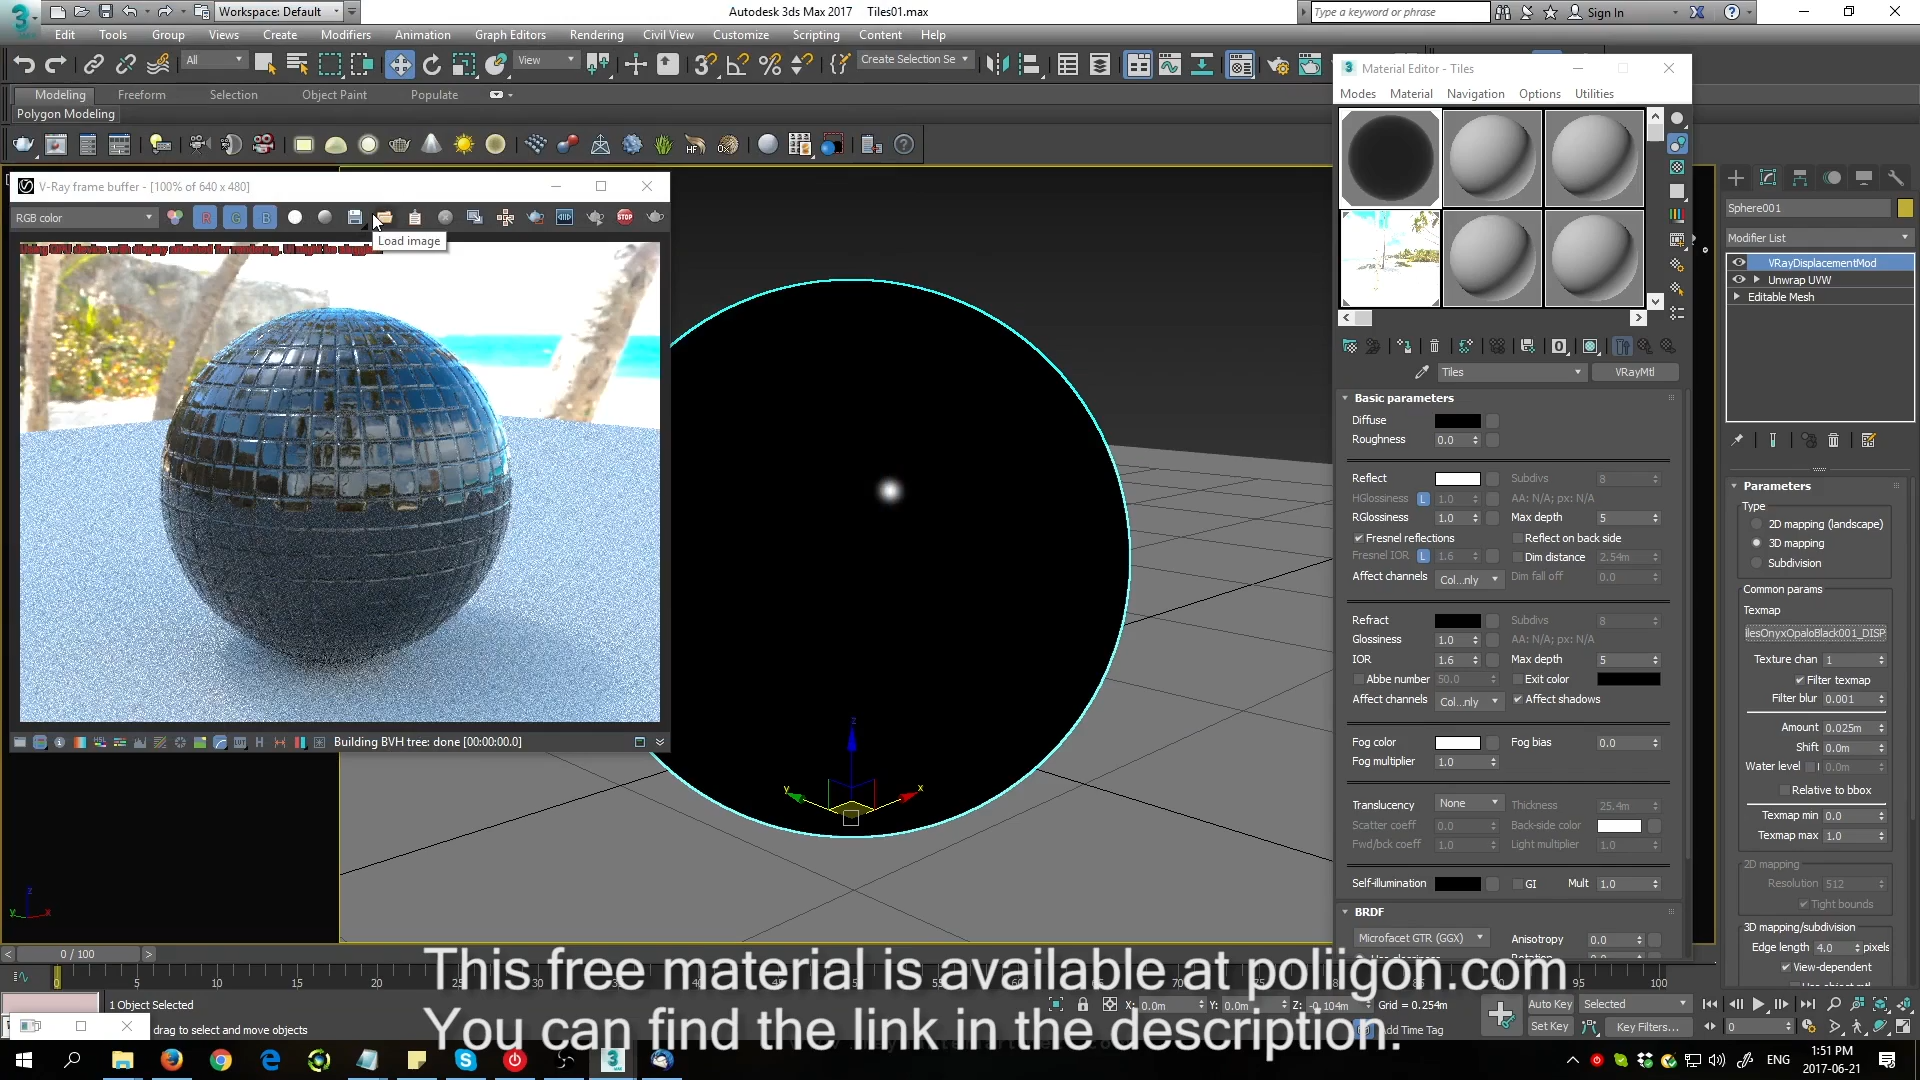 Workspace: Default
Autodesk 3ds Max 2017    Tiles01.max
Type a keyword or phrase
Sign In
Edit Tools Group Views Create Modifiers Animation Graph Editors Rendering Civil View Customize Scripting Content Help
All
View
Create Selection Se
Modeling Freeform Selection Object Paint Populate
Polygon Modeling
V-Ray frame buffer - [100% of 640 x 480]
RGB color
R G B
STOP
Load image
Building BVH tree: done [00:00:00.0]
Material Editor - Tiles
Modes Material Navigation Options Utilities
Tiles
VRayMtl
Basic parameters
Diffuse
Roughness 0.0
Reflect Subdivs 8
HGlossiness L 1.0 AA: N/A; px: N/A
RGlossiness 1.0 Max depth 5
Fresnel reflections Reflect on back side
Fresnel IOR L 1.6 Dim distance 2.54m
Affect channels Col...nly Dim fall off 0.0
Refract Subdivs 8
Glossiness 1.0 AA: N/A; px: N/A
IOR 1.6 Max depth 5
Abbe number 50.0 Exit color
Affect channels Col...nly Affect shadows
Fog color Fog bias 0.0
Fog multiplier 1.0
Translucency None Thickness 25.4m
Scatter coeff 0.0 Back-side color
Fwd/bck coeff 1.0 Light multiplier 1.0
Self-illumination GI Mult 1.0
BRDF
Microfacet GTR (GGX) Anisotropy 0.0
Sphere001
Modifier List
VRayDisplacementMod
Unwrap UVW
Editable Mesh
Parameters
Type
2D mapping (landscape)
3D mapping
Subdivision
Common params
Texmap
ilesOnyxOpaloBlack001_DISP
Texture chan 1
Filter texmap
Filter blur 0.001
Amount 0.025m
Shift 0.0m
Water level 0.0m
Relative to bbox
Texmap min 0.0
Texmap max 1.0
2D mapping
Resolution 512
Tight bounds
3D mapping/subdivision
Edge length 4.0 pixels
View-dependent
z
y x
z
y x
0 / 100
This free material is available at poliigon.com
You can find the link in the description.
0 5 10 15 20
100
1 Object Selected
drag to select and move objects
X: 0.0m Y: 0.0m Z: -0.104m Grid = 0.254m
Add Time Tag
Auto Key Selected
Set Key Key Filters...
0
ENG
1:51 PM
2017-06-21